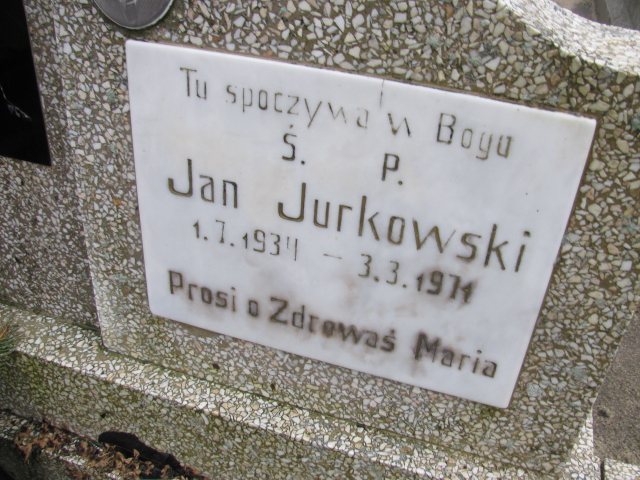 Tu spoczywa w Bogu
Ś. P.
Jan Jurkowski
1.7.1934 – 3.3.1971
Prosi o Zdrowaś Maria